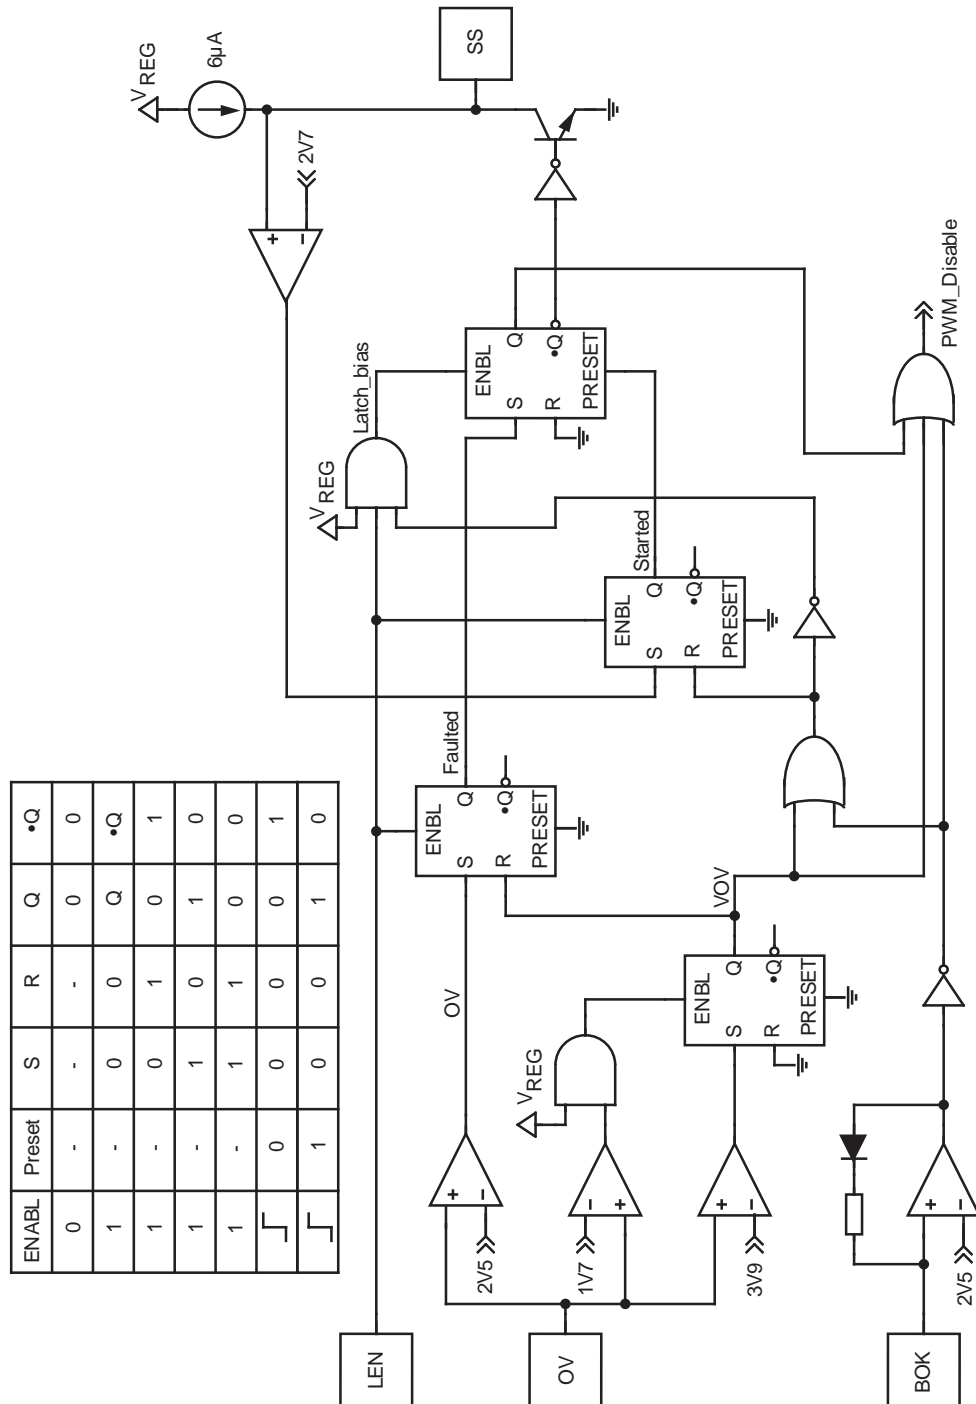 ENABL Preset S R Q •Q
0 - - - 0 0
1 - 0 0 Q •Q
1 - 0 1 0 1
1 - 1 0 1 0
1 - 1 1 0 0
0 0 0 0 1
1 0 0 1 0
VREG
6µA
SS
2V7
Latch_bias
VREG
ENBL
S Q
R •Q
PRESET
PWM_Disable
Started
ENBL
S Q
R •Q
PRESET
Faulted
ENBL
S Q
R •Q
PRESET
OV
VOV
VREG
ENBL
S Q
R •Q
PRESET
+
−
2V5
−
+
1V7
+
−
3V9
+
−
2V5
+
−
LEN
OV
BOK